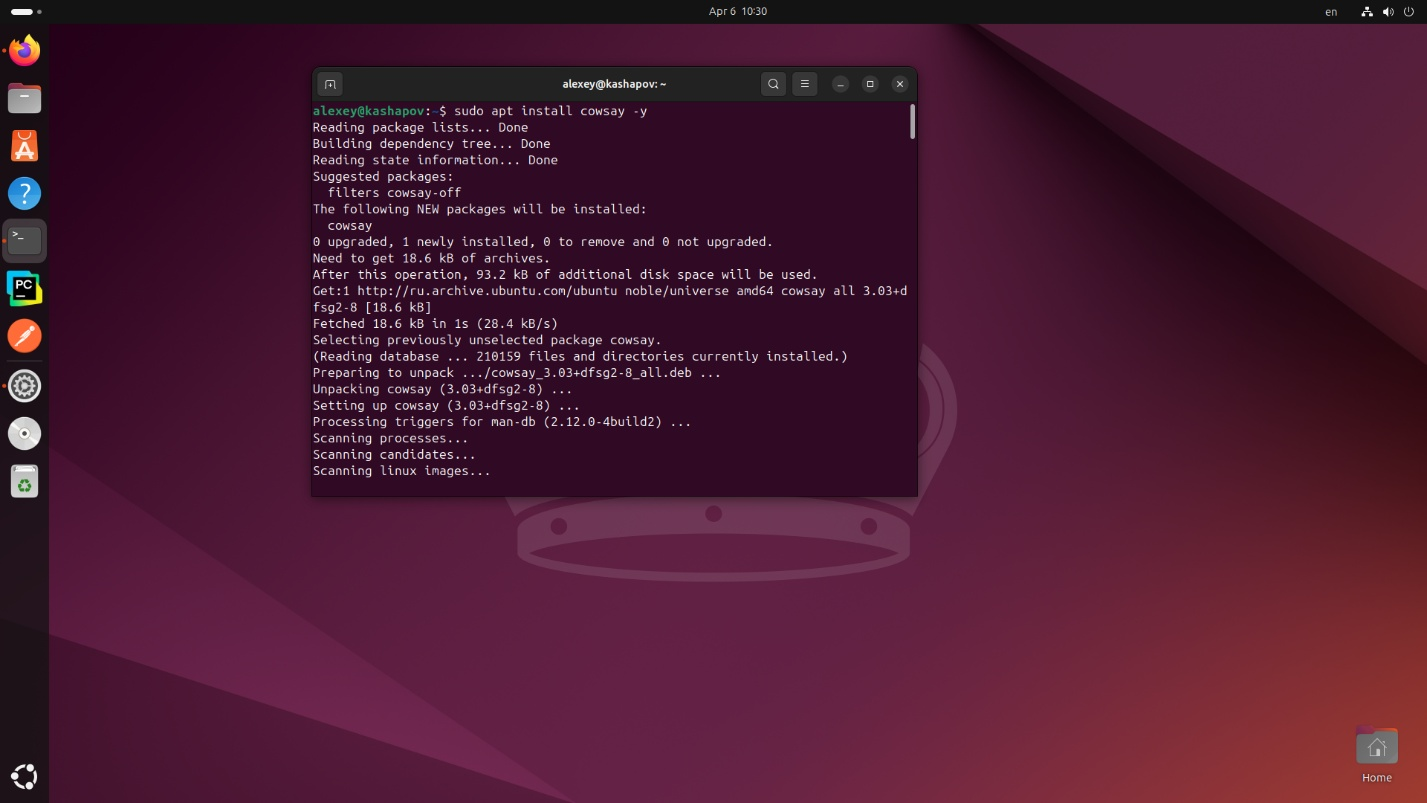 Apr 6 10:30
en
alexey@kashapov: ~
alexey@kashapov:~$ sudo apt install cowsay -y
Reading package lists... Done
Building dependency tree... Done
Reading state information... Done
Suggested packages:
  filters cowsay-off
The following NEW packages will be installed:
  cowsay
0 upgraded, 1 newly installed, 0 to remove and 0 not upgraded.
Need to get 18.6 kB of archives.
After this operation, 93.2 kB of additional disk space will be used.
Get:1 http://ru.archive.ubuntu.com/ubuntu noble/universe amd64 cowsay all 3.03+d
fsg2-8 [18.6 kB]
Fetched 18.6 kB in 1s (28.4 kB/s)
Selecting previously unselected package cowsay.
(Reading database ... 210159 files and directories currently installed.)
Preparing to unpack .../cowsay_3.03+dfsg2-8_all.deb ...
Unpacking cowsay (3.03+dfsg2-8) ...
Setting up cowsay (3.03+dfsg2-8) ...
Processing triggers for man-db (2.12.0-4build2) ...
Scanning processes...
Scanning candidates...
Scanning linux images...
>_
PC
Home